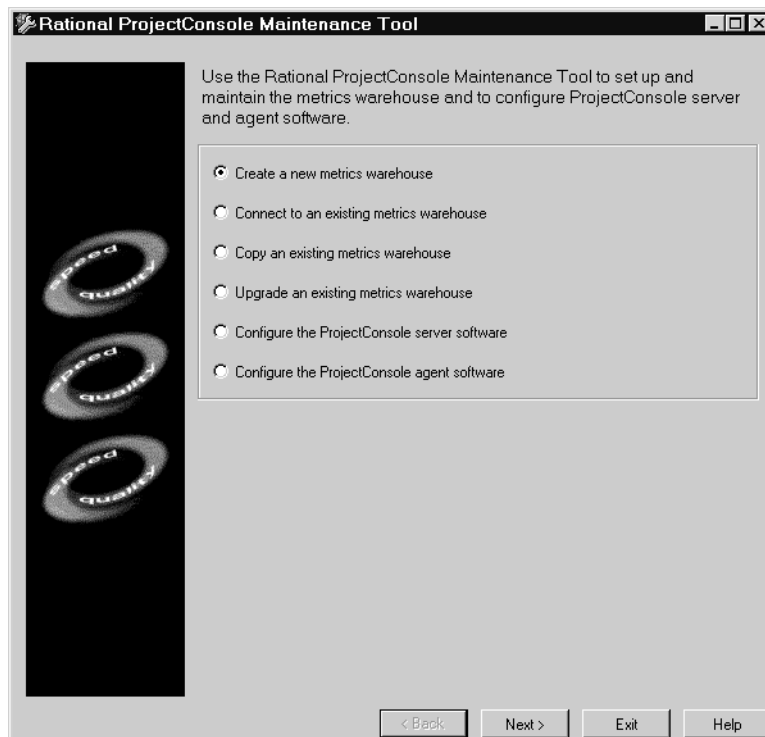 Rational ProjectConsole Maintenance Tool
Use the Rational ProjectConsole Maintenance Tool to set up and
maintain the metrics warehouse and to configure ProjectConsole server
and agent software.
Create a new metrics warehouse
Connect to an existing metrics warehouse
Copy an existing metrics warehouse
Upgrade an existing metrics warehouse
Configure the ProjectConsole server software
Configure the ProjectConsole agent software
speed
quality
speed
quality
speed
quality
< Back
Next >
Exit
Help